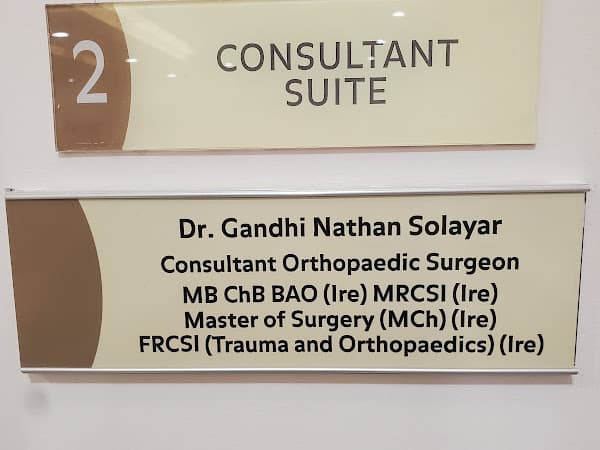 2
CONSULTANT
SUITE
Dr. Gandhi Nathan Solayar
Consultant Orthopaedic Surgeon
MB ChB BAO (Ire) MRCSI (Ire)
Master of Surgery (MCh) (Ire)
FRCSI (Trauma and Orthopaedics) (Ire)